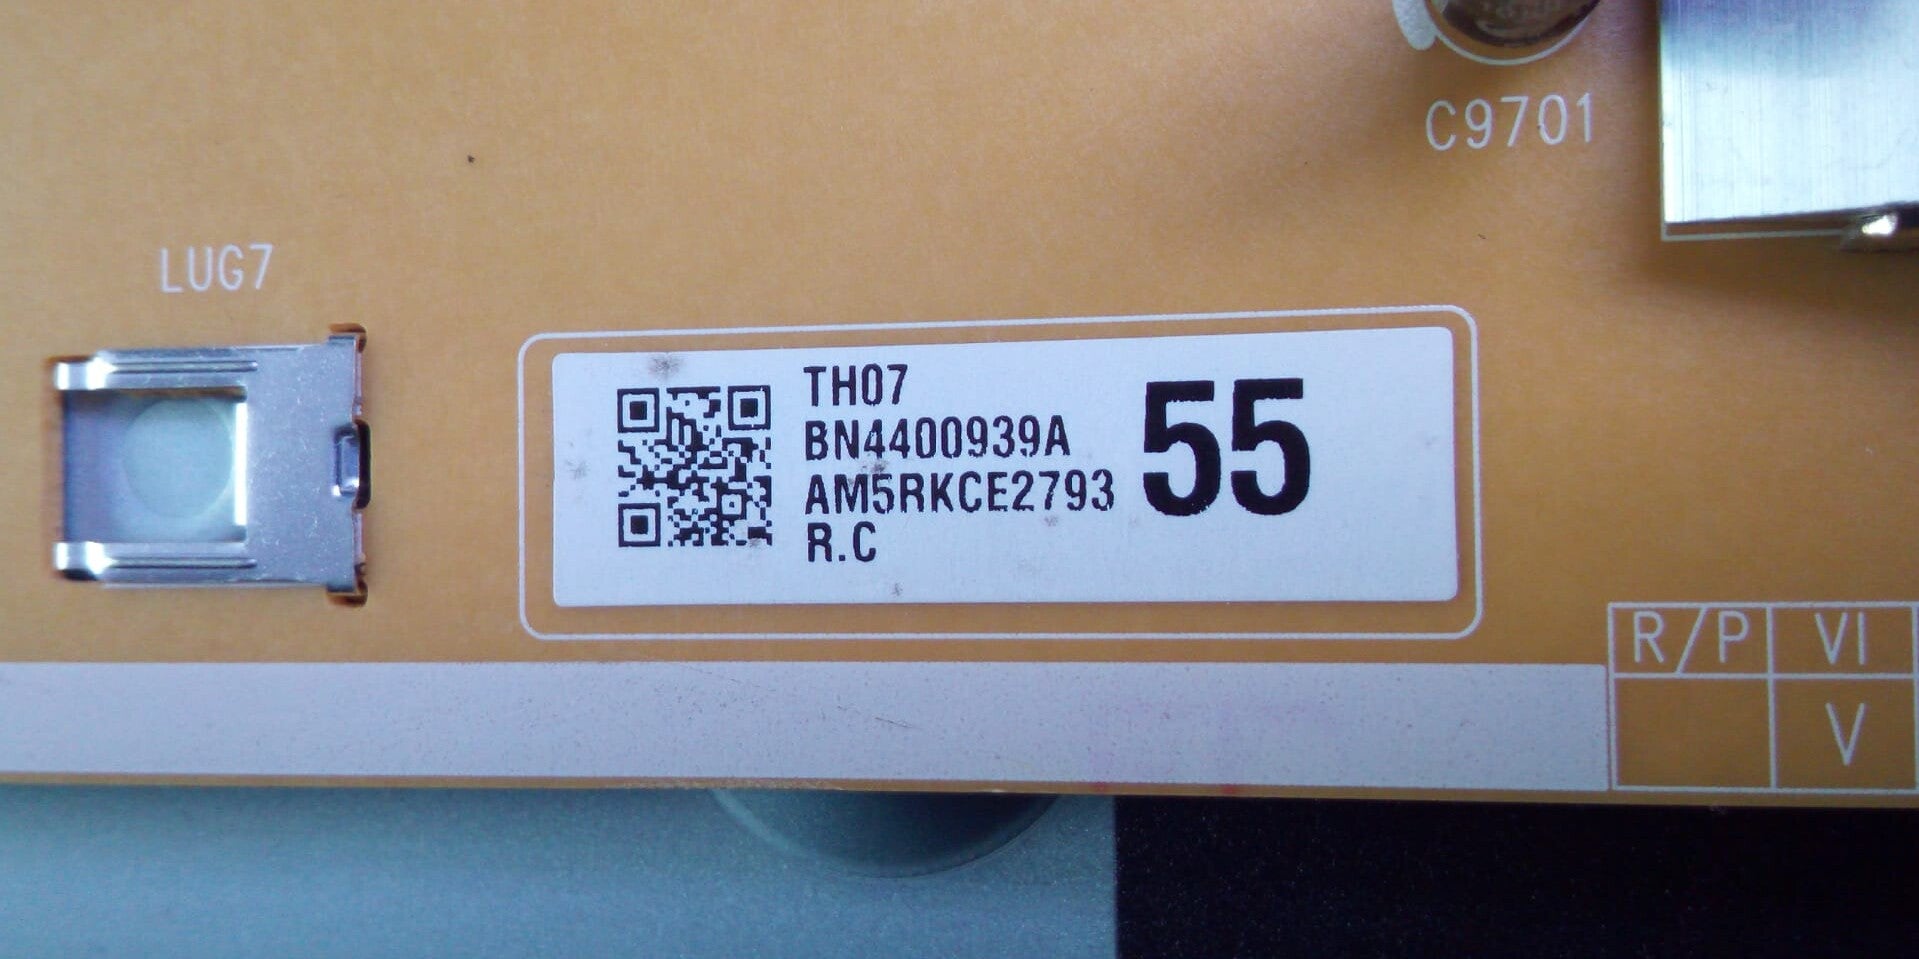 C9701
LUG7
TH07
BN4400939A
AM5RKCE2793
R.C
55
R/P VI
V